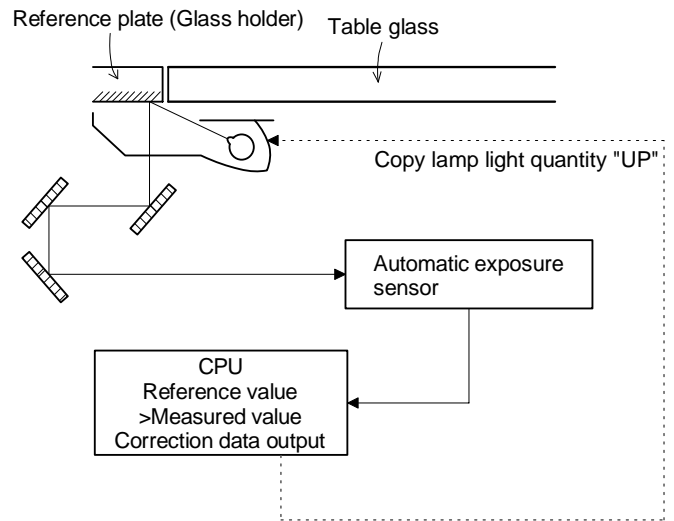 Reference plate (Glass holder)
Table glass
Copy lamp light quantity "UP"
Automatic exposure
sensor
CPU
Reference value
>Measured value
Correction data output